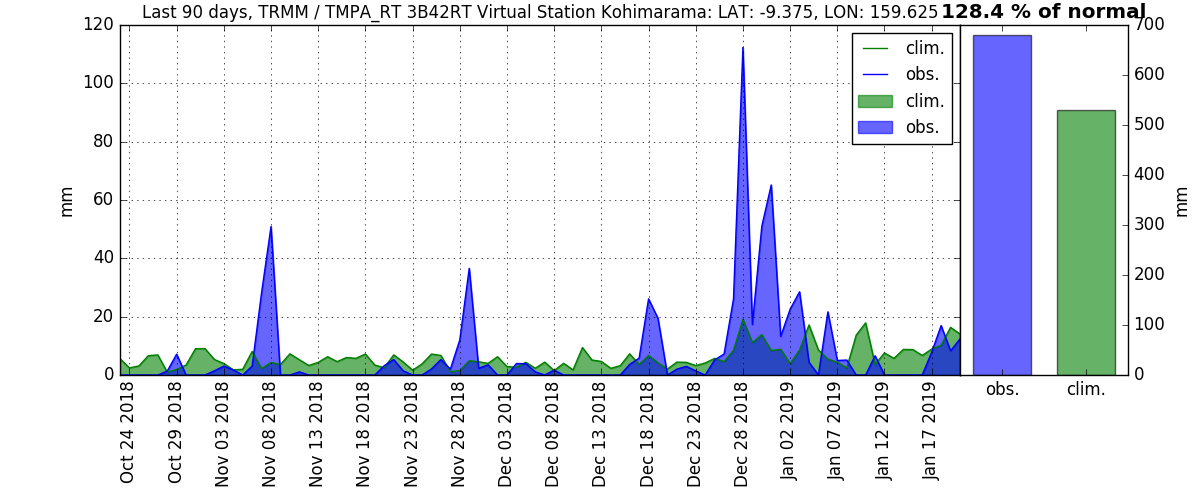 Last 90 days, TRMM / TMPA_RT 3B42RT Virtual Station Kohimarama: LAT: -9.375, LON: 159.625 128.4 % of normal
120
100
80
60
40
20
0
mm
clim.
obs.
clim.
obs.
700
600
500
400
300
200
100
0
mm
Oct 24 2018
Oct 29 2018
Nov 03 2018
Nov 08 2018
Nov 13 2018
Nov 18 2018
Nov 23 2018
Nov 28 2018
Dec 03 2018
Dec 08 2018
Dec 13 2018
Dec 18 2018
Dec 23 2018
Dec 28 2018
Jan 02 2019
Jan 07 2019
Jan 12 2019
Jan 17 2019
obs.
clim.